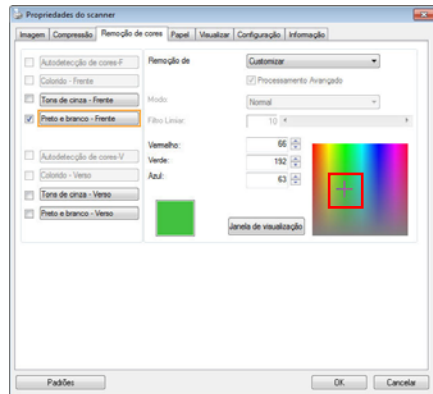 Propriedades do scanner
Imagem Compressão Remoção de cores Papel Visualizar Configuração Informação
Autodetecção de cores-F
Colorido - Frente
Tons de cinza - Frente
Preto e branco - Frente
Autodetecção de cores-V
Colorido - Verso
Tons de cinza - Verso
Preto e branco - Verso
Remoção de Customizar
Processamento Avançado
Modo: Normal
Filtro Limiar: 10
Vermelho: 66
Verde: 192
Azul: 63
Janela de visualização
Padrões OK Cancelar